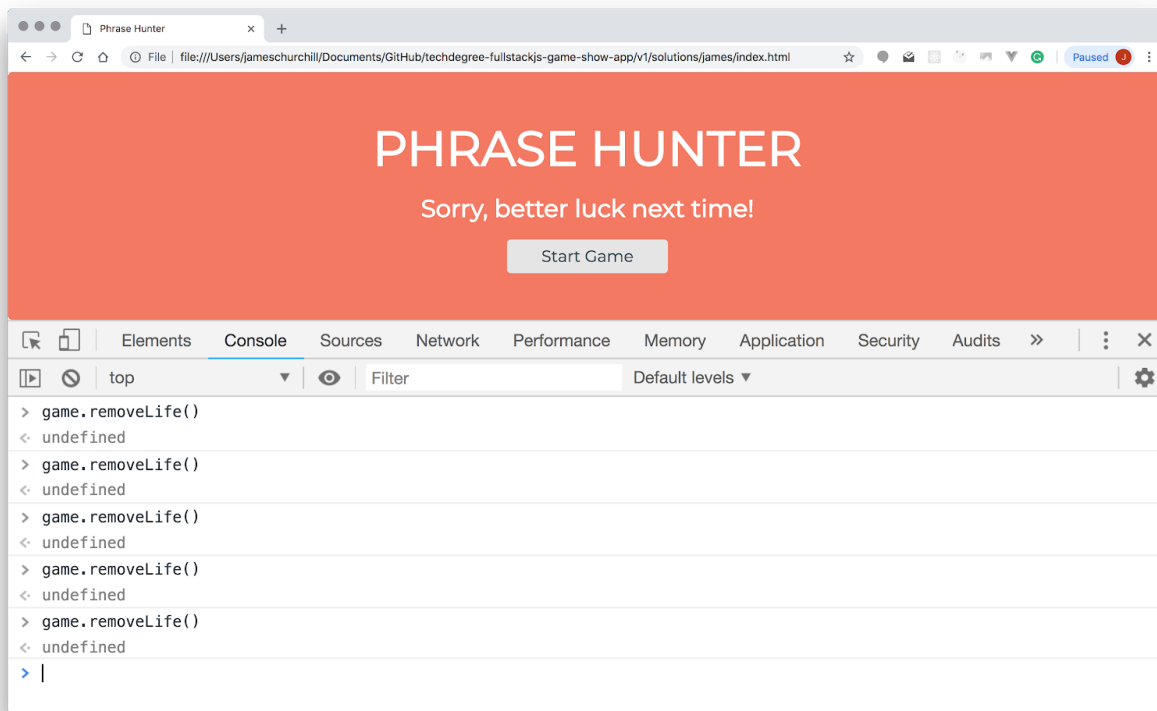 Phrase Hunter
File file:///Users/jameschurchill/Documents/GitHub/techdegree-fullstackjs-game-show-app/v1/solutions/james/index.html Paused J
PHRASE HUNTER
Sorry, better luck next time!
Start Game
Elements Console Sources Network Performance Memory Application Security Audits
top Filter Default levels
game.removeLife()
undefined
game.removeLife()
undefined
game.removeLife()
undefined
game.removeLife()
undefined
game.removeLife()
undefined